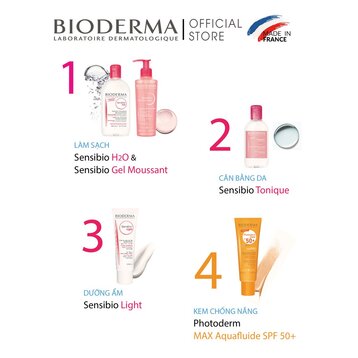 BIODERMA
LABORATOIRE DERMATOLOGIQUE
OFFICIAL
STORE
MADE IN
FRANCE
1
LÀM SẠCH
Sensibio H2O &
Sensibio Gel Moussant
2
CÂN BẰNG DA
Sensibio Tonique
3
DƯỠNG ẨM
Sensibio Light
4
KEM CHỐNG NẮNG
Photoderm
MAX Aquafluide SPF 50+